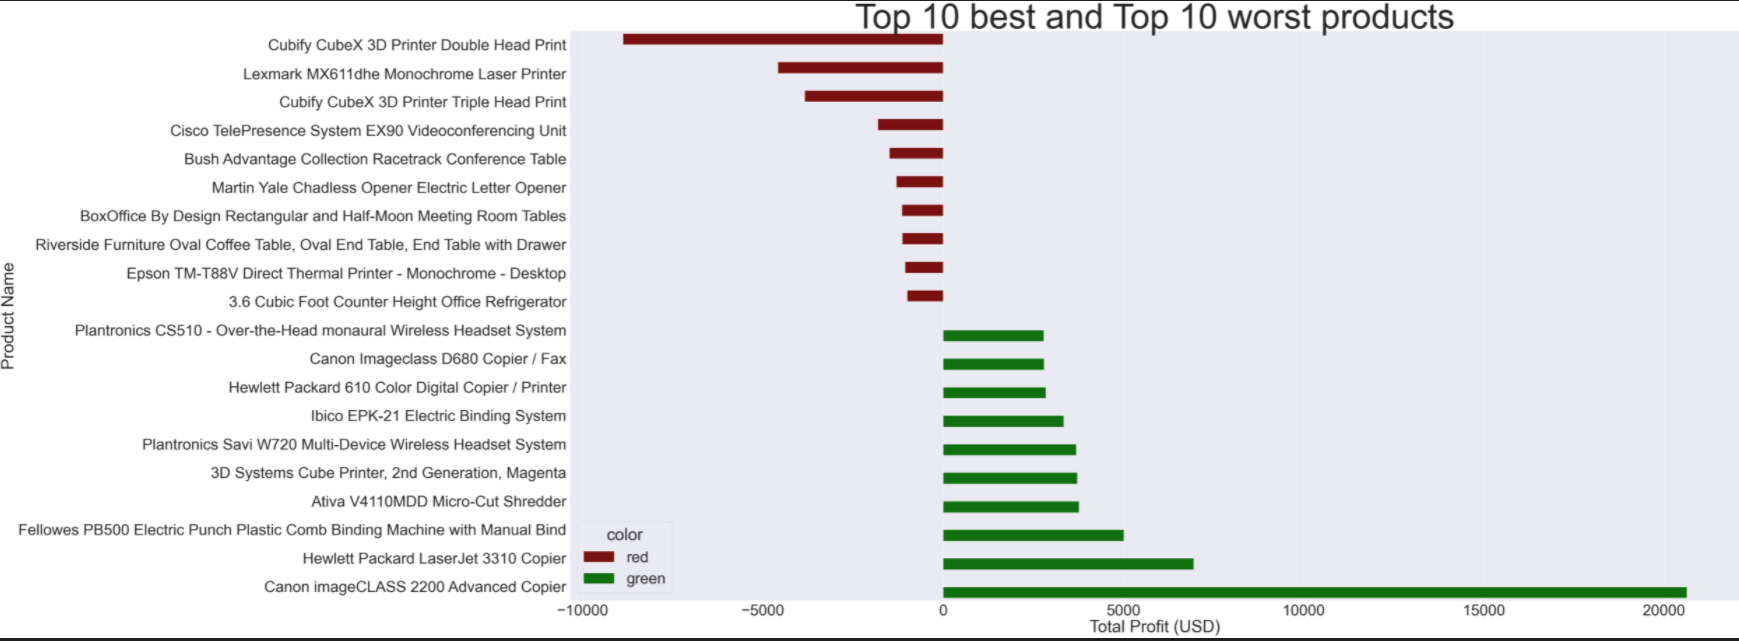 Top 10 best and Top 10 worst products
Cubify CubeX 3D Printer Double Head Print
Lexmark MX611dhe Monochrome Laser Printer
Cubify CubeX 3D Printer Triple Head Print
Cisco TelePresence System EX90 Videoconferencing Unit
Bush Advantage Collection Racetrack Conference Table
Martin Yale Chadless Opener Electric Letter Opener
BoxOffice By Design Rectangular and Half-Moon Meeting Room Tables
Riverside Furniture Oval Coffee Table, Oval End Table, End Table with Drawer
Epson TM-T88V Direct Thermal Printer - Monochrome - Desktop
3.6 Cubic Foot Counter Height Office Refrigerator
Plantronics CS510 - Over-the-Head monaural Wireless Headset System
Canon Imageclass D680 Copier / Fax
Hewlett Packard 610 Color Digital Copier / Printer
Ibico EPK-21 Electric Binding System
Plantronics Savi W720 Multi-Device Wireless Headset System
3D Systems Cube Printer, 2nd Generation, Magenta
Ativa V4110MDD Micro-Cut Shredder
Fellowes PB500 Electric Punch Plastic Comb Binding Machine with Manual Bind
Hewlett Packard LaserJet 3310 Copier
Canon imageCLASS 2200 Advanced Copier
Product Name
color
red
green
−10000 −5000 0 5000 10000 15000 20000
Total Profit (USD)